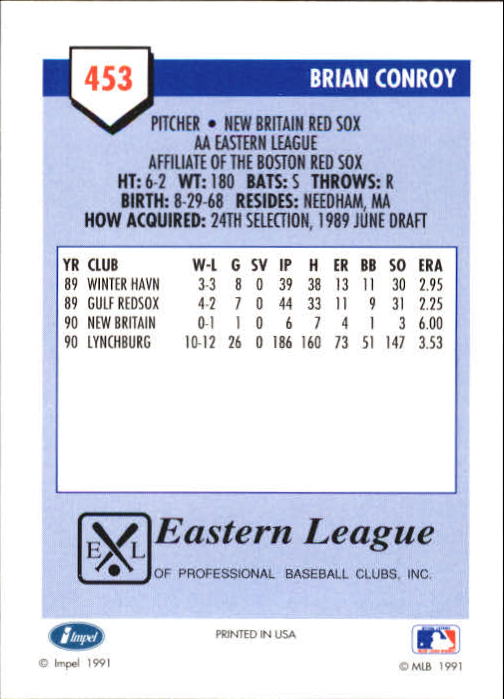 453
BRIAN CONROY
PITCHER • NEW BRITAIN RED SOX
AA EASTERN LEAGUE
AFFILIATE OF THE BOSTON RED SOX
HT: 6-2 WT: 180 BATS: S THROWS: R
BIRTH: 8-29-68 RESIDES: NEEDHAM, MA
HOW ACQUIRED: 24TH SELECTION, 1989 JUNE DRAFT
YR CLUB W-L G SV IP H ER BB SO ERA
89 WINTER HAVN 3-3 8 0 39 38 13 11 30 2.95
89 GULF REDSOX 4-2 7 0 44 33 11 9 31 2.25
90 NEW BRITAIN 0-1 1 0 6 7 4 1 3 6.00
90 LYNCHBURG 10-12 26 0 186 160 73 51 147 3.53
E L
Eastern League
OF PROFESSIONAL BASEBALL CLUBS, INC.
Impel
PRINTED IN USA
© Impel 1991
© MLB 1991